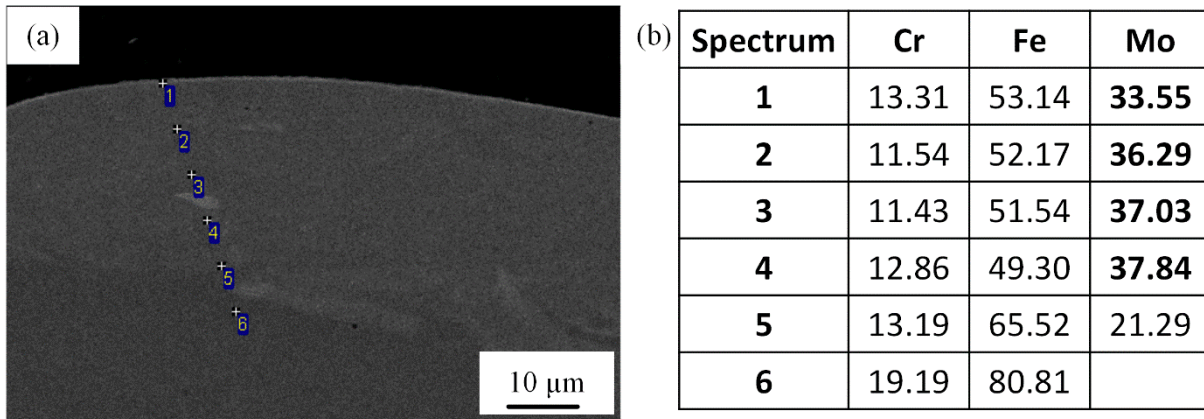 (a)
1
2
3
4
5
6
10 µm
(b)
Spectrum Cr Fe Mo
1 13.31 53.14 33.55
2 11.54 52.17 36.29
3 11.43 51.54 37.03
4 12.86 49.30 37.84
5 13.19 65.52 21.29
6 19.19 80.81